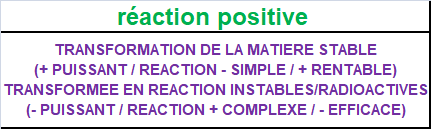 réaction positive
TRANSFORMATION DE LA MATIERE STABLE
(+ PUISSANT / REACTION - SIMPLE / + RENTABLE)
TRANSFORMEE EN REACTION INSTABLES/RADIOACTIVES
(- PUISSANT / REACTION + COMPLEXE / - EFFICACE)